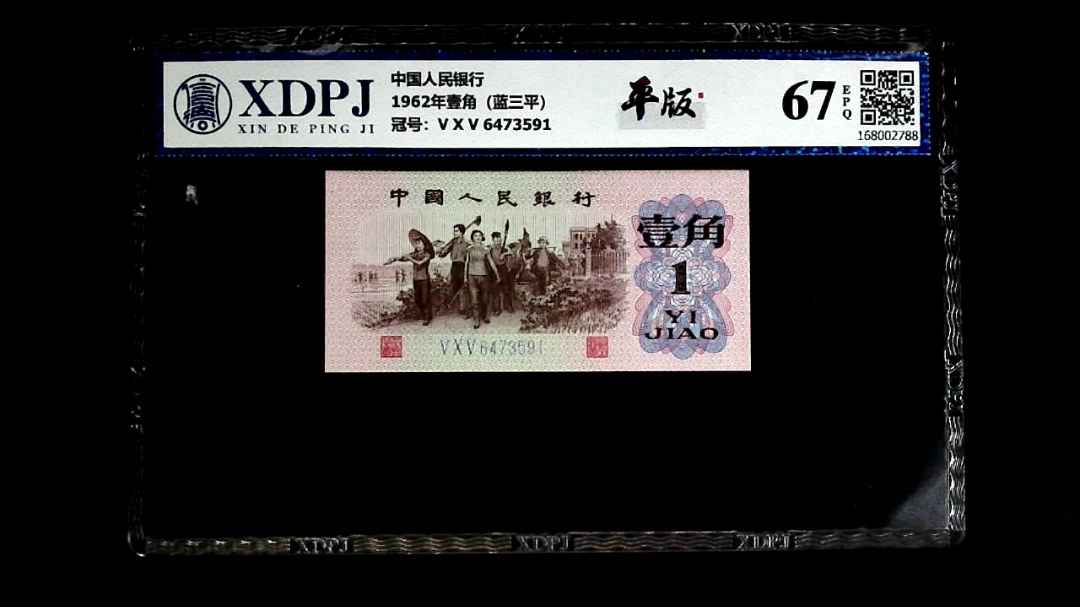 XDPJ
XIN DE PING JI
中国人民银行
1962年壹角（蓝三平）
冠号：V X V 6473591
平版
67
EPQ
168002788
中國人民銀行
壹角
1
YI
JIAO
VXV6473591
XDPJ XDPJ XDPJ